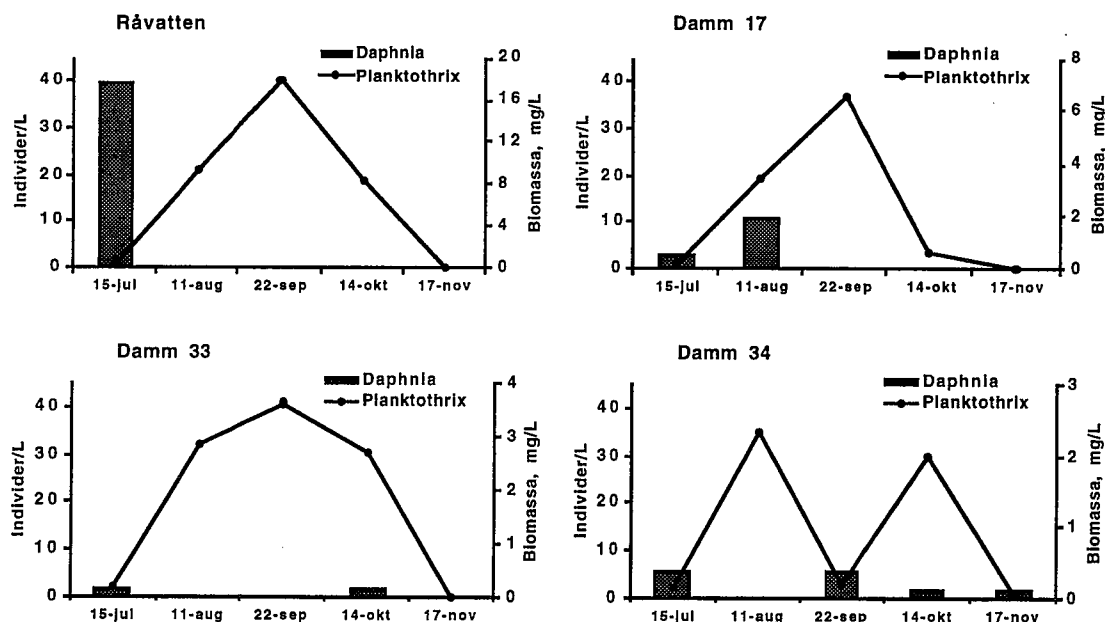 Råvatten
Daphnia
Planktothrix
Individer/L
40
30
20
10
0
20
16
12
8
4
0
Biomassa, mg/L
15-jul 11-aug 22-sep 14-okt 17-nov
Damm 17
Daphnia
Planktothrix
Individer/L
40
30
20
10
0
8
6
4
2
0
Biomassa, mg/L
15-jul 11-aug 22-sep 14-okt 17-nov
Damm 33
Daphnia
Planktothrix
Individer/L
40
30
20
10
0
4
3
2
1
0
Biomassa, mg/L
15-jul 11-aug 22-sep 14-okt 17-nov
Damm 34
Daphnia
Planktothrix
Individer/L
40
30
20
10
0
3
2
1
0
Biomassa, mg/L
15-jul 11-aug 22-sep 14-okt 17-nov